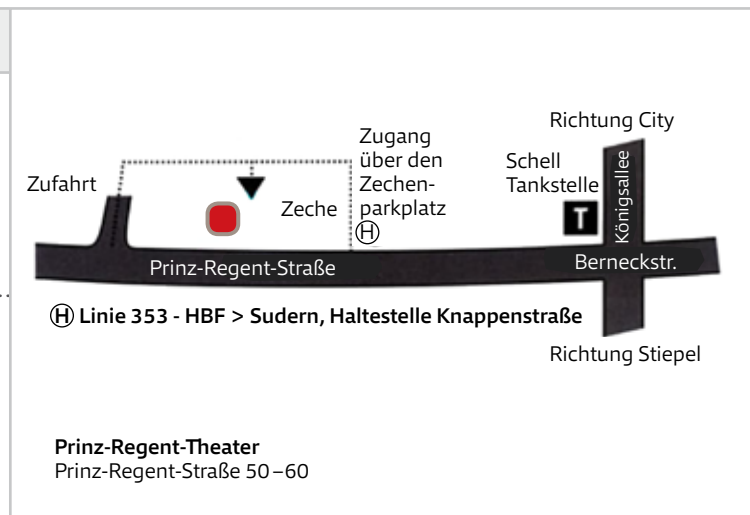 Richtung City
Zugang
über den
Zechen-
parkplatz
Schell
Tankstelle
Zufahrt
Zeche
H
T
Königsallee
Prinz-Regent-Straße
Berneckstr.
H Linie 353 - HBF > Sudern, Haltestelle Knappenstraße
Richtung Stiepel
Prinz-Regent-Theater
Prinz-Regent-Straße 50–60